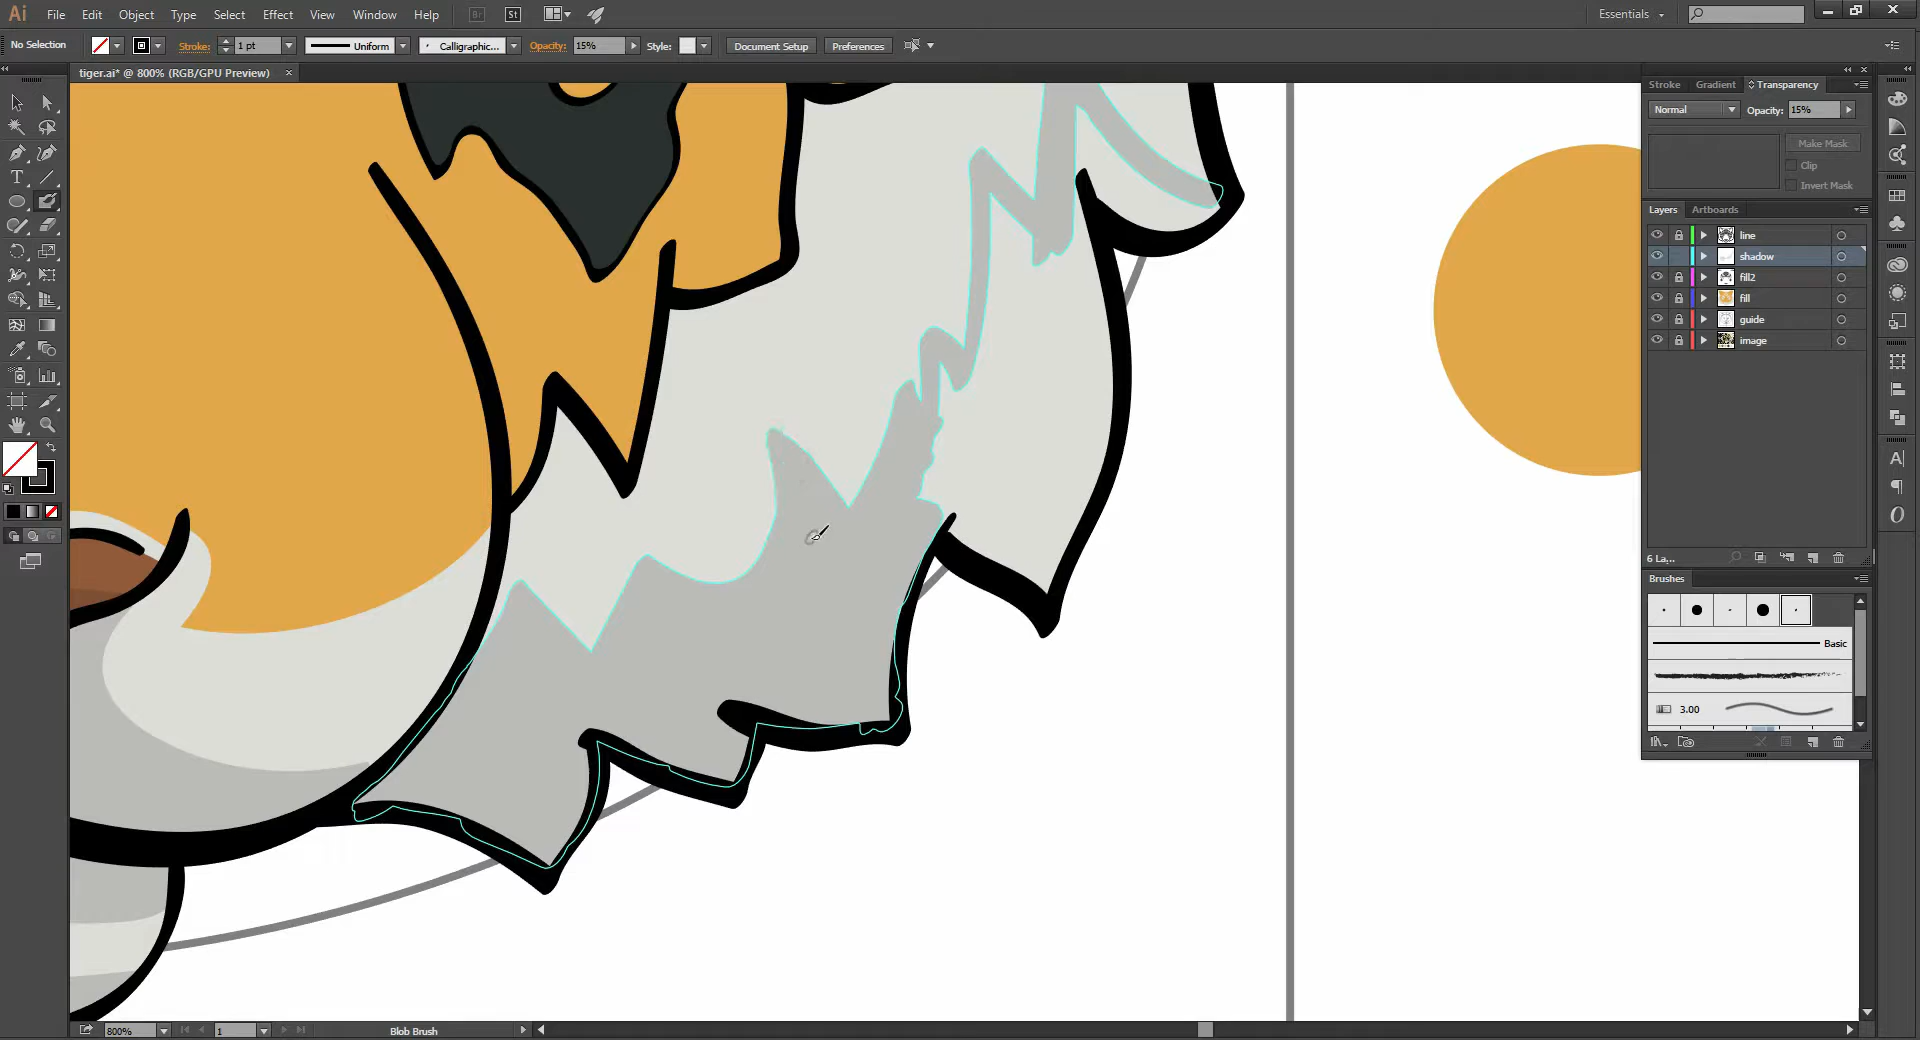 Ai File Edit Object Type Select Effect View Window Help Br St Essentials
No Selection Stroke: 1 pt Uniform Calligraphic... Opacity: 15% Style: Document Setup Preferences
tiger.ai* @ 800% (RGB/GPU Preview)
Stroke Gradient Transparency
Normal Opacity: 15%
Make Mask
Clip
Invert Mask
Layers Artboards
line
shadow
fill2
fill
guide
image
6 La...
Brushes
Basic
3.00
800% 1 Blob Brush